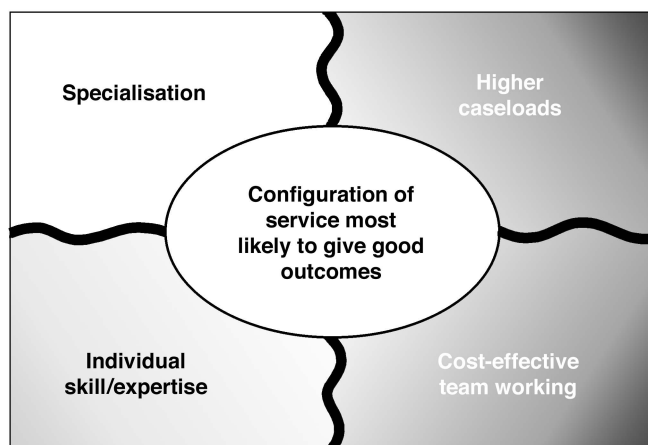 Specialisation
Higher
caseloads
Configuration of
service most
likely to give good
outcomes
Individual
skill/expertise
Cost-effective
team working